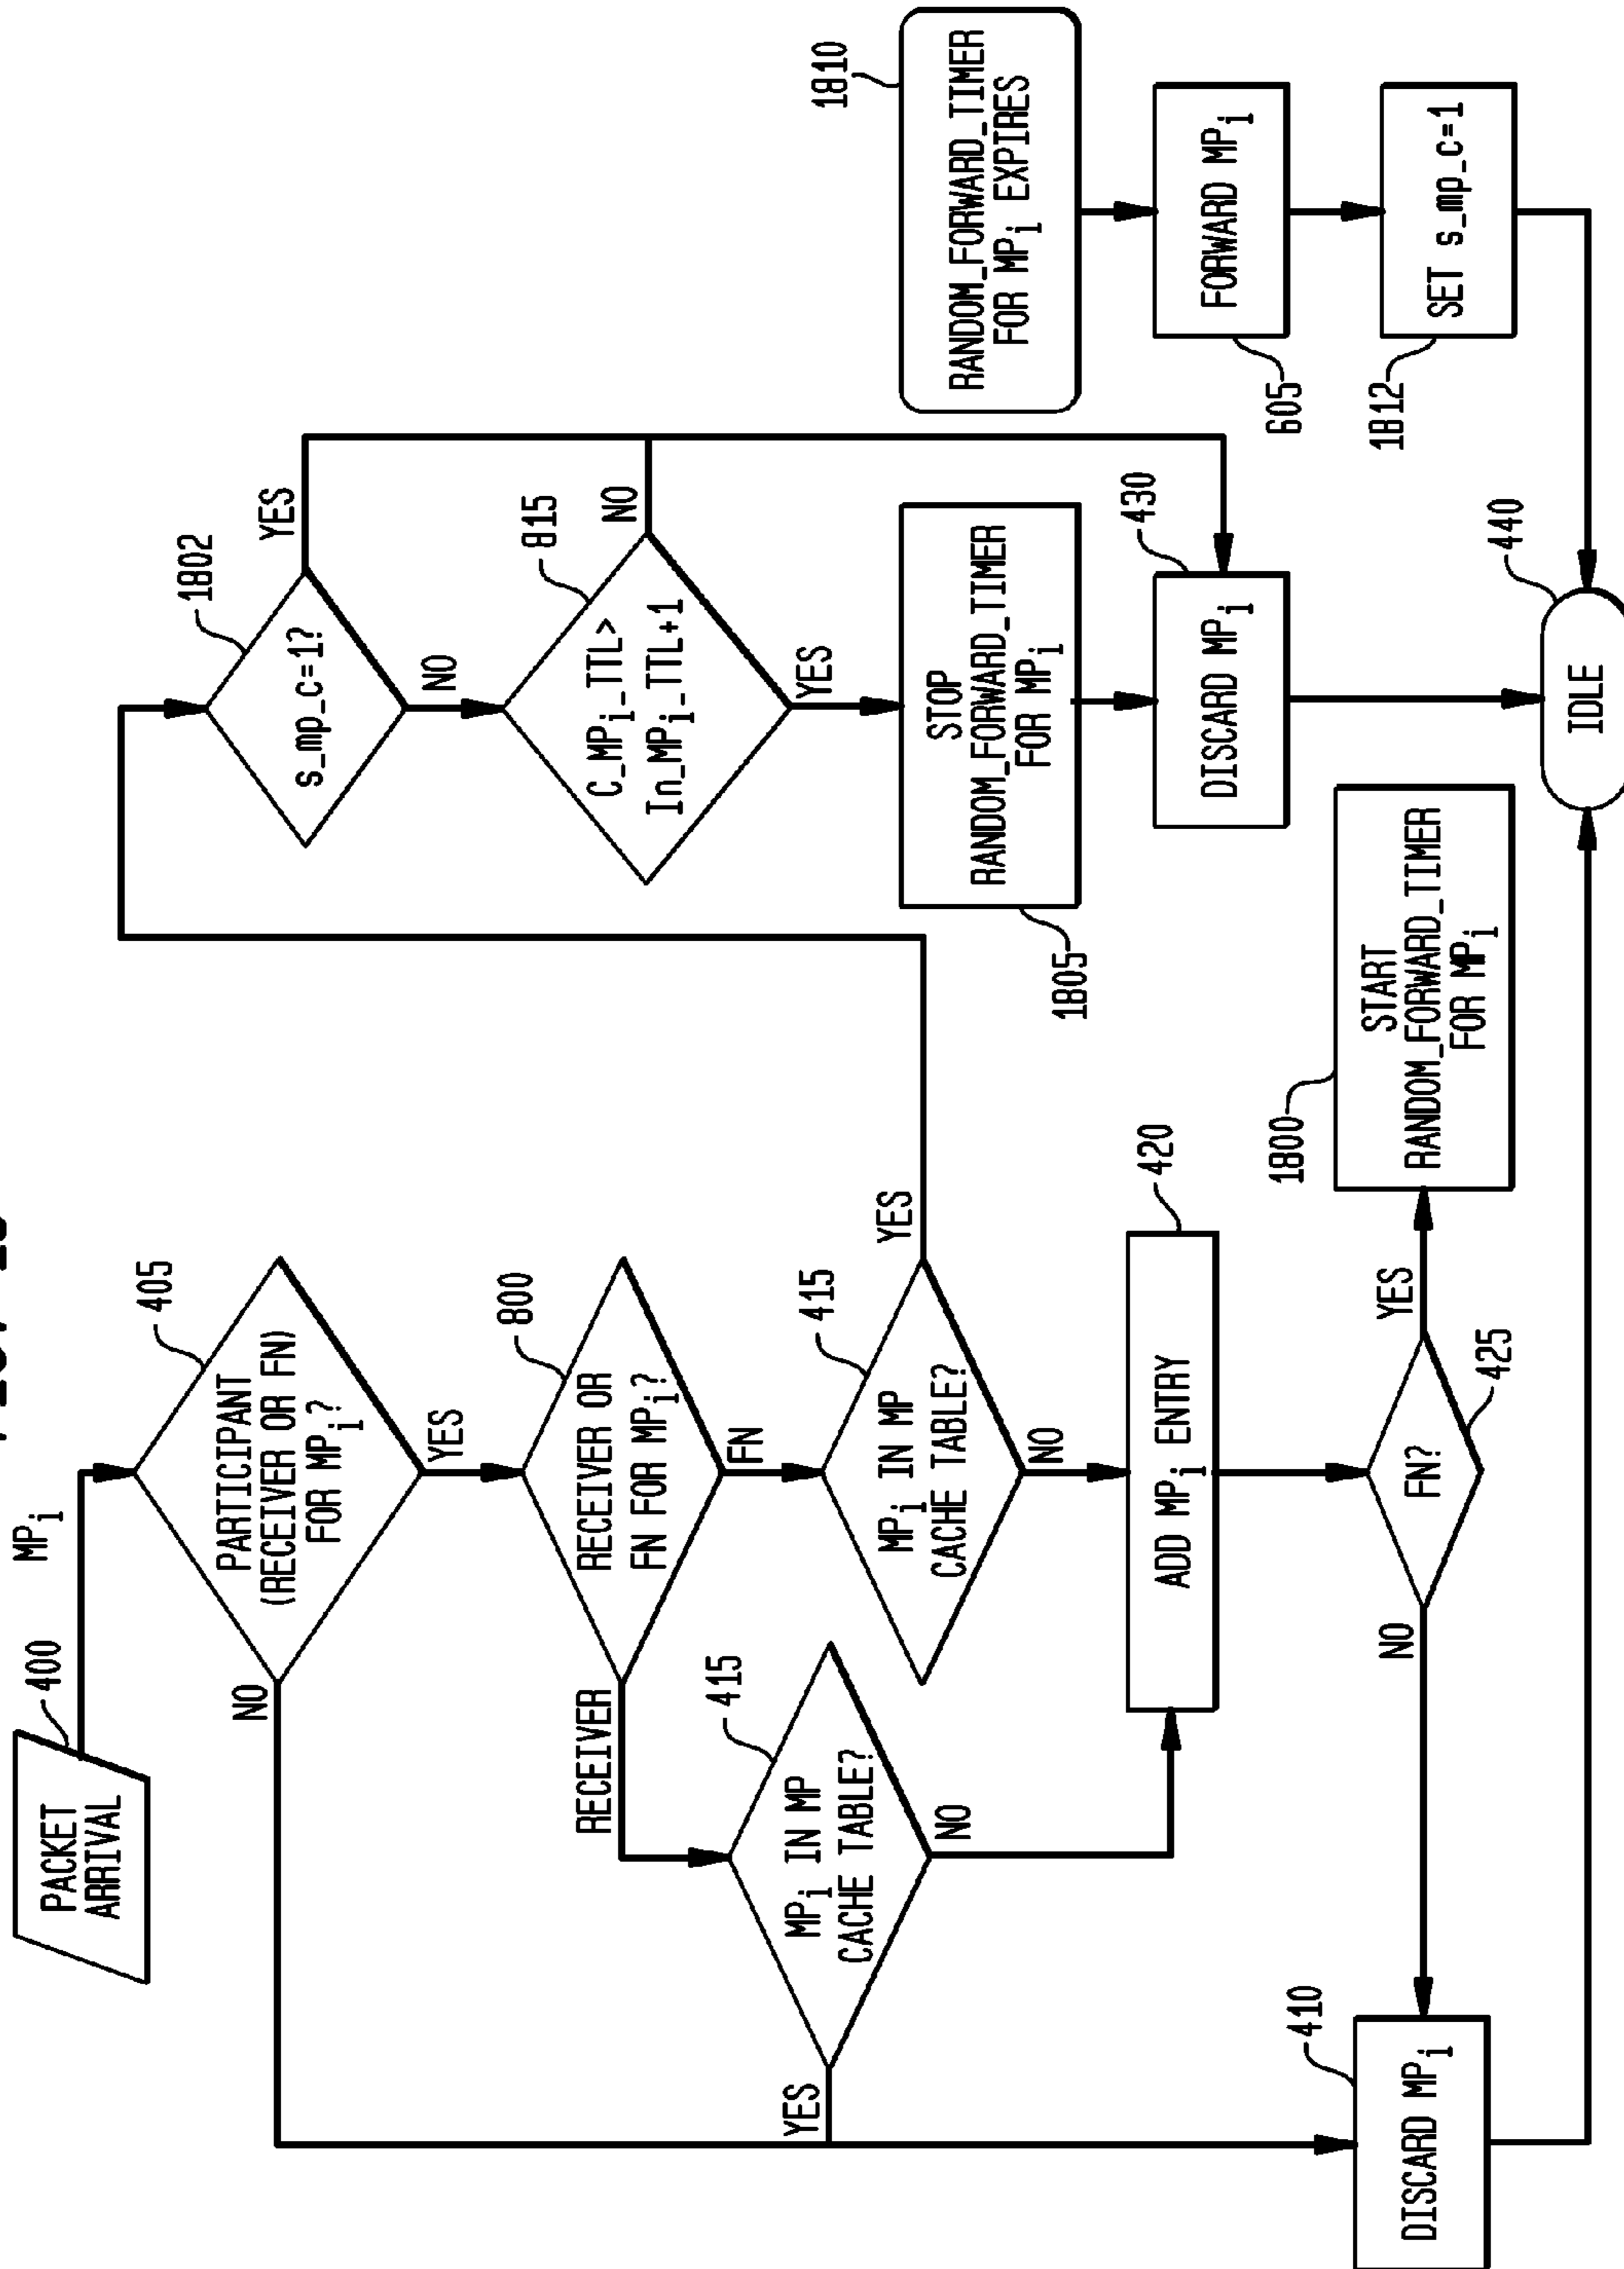 PACKET
ARRIVAL
400
MPi
PARTICIPANT
(RECEIVER OR FN)
FOR MPi?
405
NO
YES
RECEIVER OR
FN FOR MPi?
800
RECEIVER
FN
MPi IN MP
CACHE TABLE?
415
YES
NO
MPi IN MP
CACHE TABLE?
415
YES
NO
ADD MPi ENTRY
420
FN?
425
NO
YES
DISCARD MPi
410
START
RANDOM_FORWARD_TIMER
FOR MPi
1800
s_mp_c=1?
1802
YES
NO
C_MPi_TTL>
In_MPi_TTL+1
815
NO
YES
STOP
RANDOM_FORWARD_TIMER
FOR MPi
1805
DISCARD MPi
430
IDLE
440
RANDOM_FORWARD_TIMER
FOR MPi EXPIRES
1810
FORWARD MPi
605
SET s_mp_c=1
1812